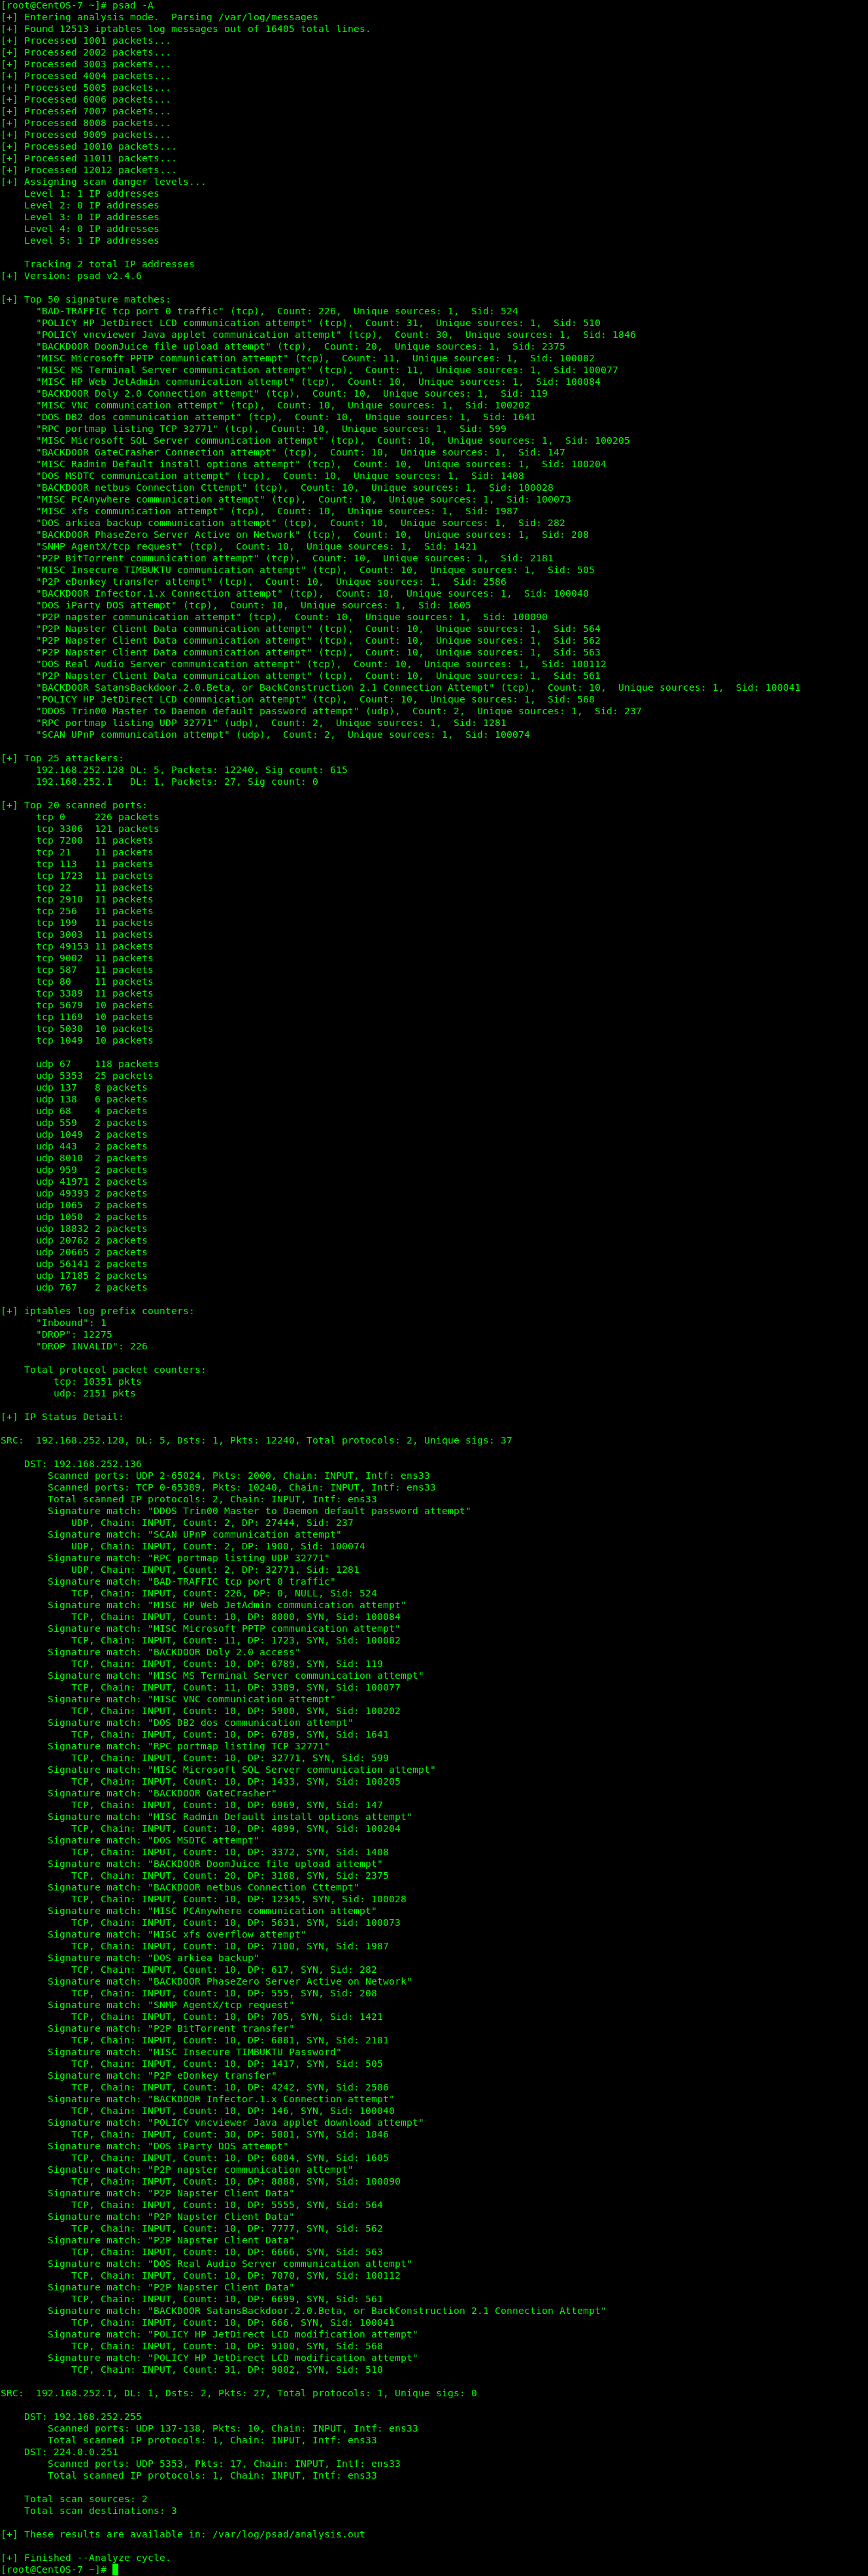 [root@CentOS-7 ~]# psad -A
[+] Entering analysis mode.  Parsing /var/log/messages
[+] Found 12513 iptables log messages out of 16405 total lines.
[+] Processed 1001 packets...
[+] Processed 2002 packets...
[+] Processed 3003 packets...
[+] Processed 4004 packets...
[+] Processed 5005 packets...
[+] Processed 6006 packets...
[+] Processed 7007 packets...
[+] Processed 8008 packets...
[+] Processed 9009 packets...
[+] Processed 10010 packets...
[+] Processed 11011 packets...
[+] Processed 12012 packets...
[+] Assigning scan danger levels...
    Level 1: 1 IP addresses
    Level 2: 0 IP addresses
    Level 3: 0 IP addresses
    Level 4: 0 IP addresses
    Level 5: 1 IP addresses
    Tracking 2 total IP addresses
[+] Version: psad v2.4.6
[+] Top 50 signature matches:
      "BAD-TRAFFIC tcp port 0 traffic" (tcp),  Count: 226,  Unique sources: 1,  Sid: 524
      "POLICY HP JetDirect LCD communication attempt" (tcp),  Count: 31,  Unique sources: 1,  Sid: 510
      "POLICY vncviewer Java applet communication attempt" (tcp),  Count: 30,  Unique sources: 1,  Sid: 1846
      "BACKDOOR DoomJuice file upload attempt" (tcp),  Count: 20,  Unique sources: 1,  Sid: 2375
      "MISC Microsoft PPTP communication attempt" (tcp),  Count: 11,  Unique sources: 1,  Sid: 100082
      "MISC MS Terminal Server communication attempt" (tcp),  Count: 11,  Unique sources: 1,  Sid: 100077
      "MISC HP Web JetAdmin communication attempt" (tcp),  Count: 10,  Unique sources: 1,  Sid: 100084
      "BACKDOOR Doly 2.0 Connection attempt" (tcp),  Count: 10,  Unique sources: 1,  Sid: 119
      "MISC VNC communication attempt" (tcp),  Count: 10,  Unique sources: 1,  Sid: 100202
      "DOS DB2 dos communication attempt" (tcp),  Count: 10,  Unique sources: 1,  Sid: 1641
      "RPC portmap listing TCP 32771" (tcp),  Count: 10,  Unique sources: 1,  Sid: 599
      "MISC Microsoft SQL Server communication attempt" (tcp),  Count: 10,  Unique sources: 1,  Sid: 100205
      "BACKDOOR GateCrasher Connection attempt" (tcp),  Count: 10,  Unique sources: 1,  Sid: 147
      "MISC Radmin Default install options attempt" (tcp),  Count: 10,  Unique sources: 1,  Sid: 100204
      "DOS MSDTC communication attempt" (tcp),  Count: 10,  Unique sources: 1,  Sid: 1408
      "BACKDOOR netbus Connection Cttempt" (tcp),  Count: 10,  Unique sources: 1,  Sid: 100028
      "MISC PCAnywhere communication attempt" (tcp),  Count: 10,  Unique sources: 1,  Sid: 100073
      "MISC xfs communication attempt" (tcp),  Count: 10,  Unique sources: 1,  Sid: 1987
      "DOS arkiea backup communication attempt" (tcp),  Count: 10,  Unique sources: 1,  Sid: 282
      "BACKDOOR PhaseZero Server Active on Network" (tcp),  Count: 10,  Unique sources: 1,  Sid: 208
      "SNMP AgentX/tcp request" (tcp),  Count: 10,  Unique sources: 1,  Sid: 1421
      "P2P BitTorrent communication attempt" (tcp),  Count: 10,  Unique sources: 1,  Sid: 2181
      "MISC Insecure TIMBUKTU communication attempt" (tcp),  Count: 10,  Unique sources: 1,  Sid: 505
      "P2P eDonkey transfer attempt" (tcp),  Count: 10,  Unique sources: 1,  Sid: 2586
      "BACKDOOR Infector.1.x Connection attempt" (tcp),  Count: 10,  Unique sources: 1,  Sid: 100040
      "DOS iParty DOS attempt" (tcp),  Count: 10,  Unique sources: 1,  Sid: 1605
      "P2P napster communication attempt" (tcp),  Count: 10,  Unique sources: 1,  Sid: 100090
      "P2P Napster Client Data communication attempt" (tcp),  Count: 10,  Unique sources: 1,  Sid: 564
      "P2P Napster Client Data communication attempt" (tcp),  Count: 10,  Unique sources: 1,  Sid: 562
      "P2P Napster Client Data communication attempt" (tcp),  Count: 10,  Unique sources: 1,  Sid: 563
      "DOS Real Audio Server communication attempt" (tcp),  Count: 10,  Unique sources: 1,  Sid: 100112
      "P2P Napster Client Data communication attempt" (tcp),  Count: 10,  Unique sources: 1,  Sid: 561
      "BACKDOOR SatansBackdoor.2.0.Beta, or BackConstruction 2.1 Connection Attempt" (tcp),  Count: 10,  Unique sources: 1,  Sid: 100041
      "POLICY HP JetDirect LCD commnication attempt" (tcp),  Count: 10,  Unique sources: 1,  Sid: 568
      "DDOS Trin00 Master to Daemon default password attempt" (udp),  Count: 2,  Unique sources: 1,  Sid: 237
      "RPC portmap listing UDP 32771" (udp),  Count: 2,  Unique sources: 1,  Sid: 1281
      "SCAN UPnP communication attempt" (udp),  Count: 2,  Unique sources: 1,  Sid: 100074
[+] Top 25 attackers:
      192.168.252.128 DL: 5, Packets: 12240, Sig count: 615
      192.168.252.1   DL: 1, Packets: 27, Sig count: 0
[+] Top 20 scanned ports:
      tcp 0     226 packets
      tcp 3306  121 packets
      tcp 7200  11 packets
      tcp 21    11 packets
      tcp 113   11 packets
      tcp 1723  11 packets
      tcp 22    11 packets
      tcp 2910  11 packets
      tcp 256   11 packets
      tcp 199   11 packets
      tcp 3003  11 packets
      tcp 49153 11 packets
      tcp 9002  11 packets
      tcp 587   11 packets
      tcp 80    11 packets
      tcp 3389  11 packets
      tcp 5679  10 packets
      tcp 1169  10 packets
      tcp 5030  10 packets
      tcp 1049  10 packets
      udp 67    118 packets
      udp 5353  25 packets
      udp 137   8 packets
      udp 138   6 packets
      udp 68    4 packets
      udp 559   2 packets
      udp 1049  2 packets
      udp 443   2 packets
      udp 8010  2 packets
      udp 959   2 packets
      udp 41971 2 packets
      udp 49393 2 packets
      udp 1065  2 packets
      udp 1050  2 packets
      udp 18832 2 packets
      udp 20762 2 packets
      udp 20665 2 packets
      udp 56141 2 packets
      udp 17185 2 packets
      udp 767   2 packets
[+] iptables log prefix counters:
      "Inbound": 1
      "DROP": 12275
      "DROP INVALID": 226
    Total protocol packet counters:
         tcp: 10351 pkts
         udp: 2151 pkts
[+] IP Status Detail:
SRC:  192.168.252.128, DL: 5, Dsts: 1, Pkts: 12240, Total protocols: 2, Unique sigs: 37
    DST: 192.168.252.136
        Scanned ports: UDP 2-65024, Pkts: 2000, Chain: INPUT, Intf: ens33
        Scanned ports: TCP 0-65389, Pkts: 10240, Chain: INPUT, Intf: ens33
        Total scanned IP protocols: 2, Chain: INPUT, Intf: ens33
        Signature match: "DDOS Trin00 Master to Daemon default password attempt"
            UDP, Chain: INPUT, Count: 2, DP: 27444, Sid: 237
        Signature match: "SCAN UPnP communication attempt"
            UDP, Chain: INPUT, Count: 2, DP: 1900, Sid: 100074
        Signature match: "RPC portmap listing UDP 32771"
            UDP, Chain: INPUT, Count: 2, DP: 32771, Sid: 1281
        Signature match: "BAD-TRAFFIC tcp port 0 traffic"
            TCP, Chain: INPUT, Count: 226, DP: 0, NULL, Sid: 524
        Signature match: "MISC HP Web JetAdmin communication attempt"
            TCP, Chain: INPUT, Count: 10, DP: 8000, SYN, Sid: 100084
        Signature match: "MISC Microsoft PPTP communication attempt"
            TCP, Chain: INPUT, Count: 11, DP: 1723, SYN, Sid: 100082
        Signature match: "BACKDOOR Doly 2.0 access"
            TCP, Chain: INPUT, Count: 10, DP: 6789, SYN, Sid: 119
        Signature match: "MISC MS Terminal Server communication attempt"
            TCP, Chain: INPUT, Count: 11, DP: 3389, SYN, Sid: 100077
        Signature match: "MISC VNC communication attempt"
            TCP, Chain: INPUT, Count: 10, DP: 5900, SYN, Sid: 100202
        Signature match: "DOS DB2 dos communication attempt"
            TCP, Chain: INPUT, Count: 10, DP: 6789, SYN, Sid: 1641
        Signature match: "RPC portmap listing TCP 32771"
            TCP, Chain: INPUT, Count: 10, DP: 32771, SYN, Sid: 599
        Signature match: "MISC Microsoft SQL Server communication attempt"
            TCP, Chain: INPUT, Count: 10, DP: 1433, SYN, Sid: 100205
        Signature match: "BACKDOOR GateCrasher"
            TCP, Chain: INPUT, Count: 10, DP: 6969, SYN, Sid: 147
        Signature match: "MISC Radmin Default install options attempt"
            TCP, Chain: INPUT, Count: 10, DP: 4899, SYN, Sid: 100204
        Signature match: "DOS MSDTC attempt"
            TCP, Chain: INPUT, Count: 10, DP: 3372, SYN, Sid: 1408
        Signature match: "BACKDOOR DoomJuice file upload attempt"
            TCP, Chain: INPUT, Count: 20, DP: 3168, SYN, Sid: 2375
        Signature match: "BACKDOOR netbus Connection Cttempt"
            TCP, Chain: INPUT, Count: 10, DP: 12345, SYN, Sid: 100028
        Signature match: "MISC PCAnywhere communication attempt"
            TCP, Chain: INPUT, Count: 10, DP: 5631, SYN, Sid: 100073
        Signature match: "MISC xfs overflow attempt"
            TCP, Chain: INPUT, Count: 10, DP: 7100, SYN, Sid: 1987
        Signature match: "DOS arkiea backup"
            TCP, Chain: INPUT, Count: 10, DP: 617, SYN, Sid: 282
        Signature match: "BACKDOOR PhaseZero Server Active on Network"
            TCP, Chain: INPUT, Count: 10, DP: 555, SYN, Sid: 208
        Signature match: "SNMP AgentX/tcp request"
            TCP, Chain: INPUT, Count: 10, DP: 705, SYN, Sid: 1421
        Signature match: "P2P BitTorrent transfer"
            TCP, Chain: INPUT, Count: 10, DP: 6881, SYN, Sid: 2181
        Signature match: "MISC Insecure TIMBUKTU Password"
            TCP, Chain: INPUT, Count: 10, DP: 1417, SYN, Sid: 505
        Signature match: "P2P eDonkey transfer"
            TCP, Chain: INPUT, Count: 10, DP: 4242, SYN, Sid: 2586
        Signature match: "BACKDOOR Infector.1.x Connection attempt"
            TCP, Chain: INPUT, Count: 10, DP: 146, SYN, Sid: 100040
        Signature match: "POLICY vncviewer Java applet download attempt"
            TCP, Chain: INPUT, Count: 30, DP: 5801, SYN, Sid: 1846
        Signature match: "DOS iParty DOS attempt"
            TCP, Chain: INPUT, Count: 10, DP: 6004, SYN, Sid: 1605
        Signature match: "P2P napster communication attempt"
            TCP, Chain: INPUT, Count: 10, DP: 8888, SYN, Sid: 100090
        Signature match: "P2P Napster Client Data"
            TCP, Chain: INPUT, Count: 10, DP: 5555, SYN, Sid: 564
        Signature match: "P2P Napster Client Data"
            TCP, Chain: INPUT, Count: 10, DP: 7777, SYN, Sid: 562
        Signature match: "P2P Napster Client Data"
            TCP, Chain: INPUT, Count: 10, DP: 6666, SYN, Sid: 563
        Signature match: "DOS Real Audio Server communication attempt"
            TCP, Chain: INPUT, Count: 10, DP: 7070, SYN, Sid: 100112
        Signature match: "P2P Napster Client Data"
            TCP, Chain: INPUT, Count: 10, DP: 6699, SYN, Sid: 561
        Signature match: "BACKDOOR SatansBackdoor.2.0.Beta, or BackConstruction 2.1 Connection Attempt"
            TCP, Chain: INPUT, Count: 10, DP: 666, SYN, Sid: 100041
        Signature match: "POLICY HP JetDirect LCD modification attempt"
            TCP, Chain: INPUT, Count: 10, DP: 9100, SYN, Sid: 568
        Signature match: "POLICY HP JetDirect LCD modification attempt"
            TCP, Chain: INPUT, Count: 31, DP: 9002, SYN, Sid: 510
SRC:  192.168.252.1, DL: 1, Dsts: 2, Pkts: 27, Total protocols: 1, Unique sigs: 0
    DST: 192.168.252.255
        Scanned ports: UDP 137-138, Pkts: 10, Chain: INPUT, Intf: ens33
        Total scanned IP protocols: 1, Chain: INPUT, Intf: ens33
    DST: 224.0.0.251
        Scanned ports: UDP 5353, Pkts: 17, Chain: INPUT, Intf: ens33
        Total scanned IP protocols: 1, Chain: INPUT, Intf: ens33
    Total scan sources: 2
    Total scan destinations: 3
[+] These results are available in: /var/log/psad/analysis.out
[+] Finished --Analyze cycle.
[root@CentOS-7 ~]#